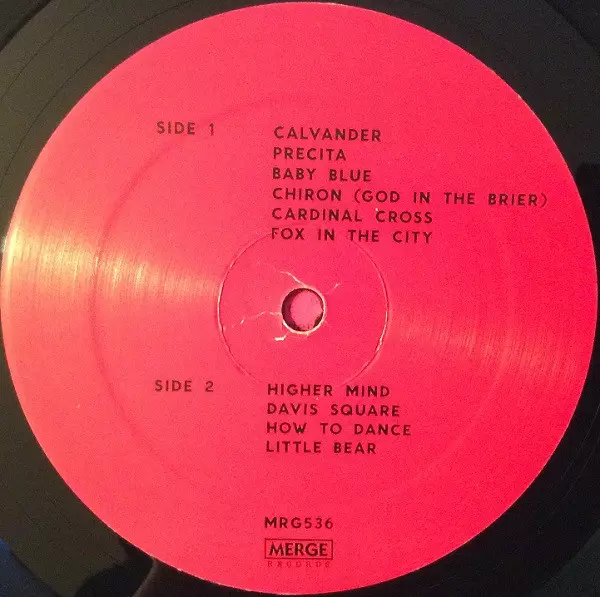 SIDE 1
CALVANDER
PRECITA
BABY BLUE
CHIRON (GOD IN THE BRIER)
CARDINAL CROSS
FOX IN THE CITY
SIDE 2
HIGHER MIND
DAVIS SQUARE
HOW TO DANCE
LITTLE BEAR
MRG536
MERGE
RECORDS